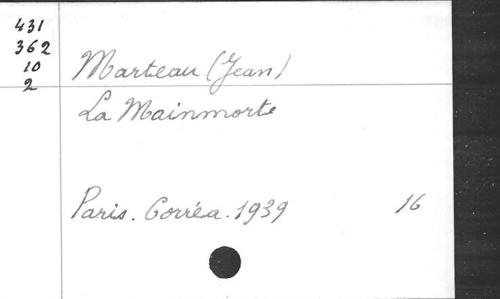 431
362
10
2
Marteau (Jean)
La Mainmorte
Paris. Corréa. 1939 16